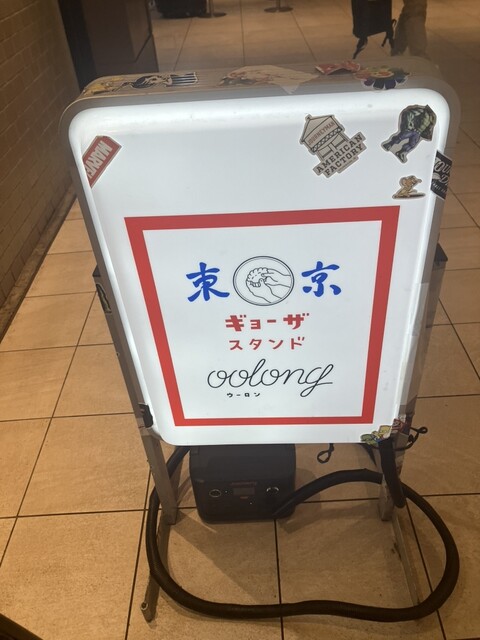 MARVEL
AMERICAN
FACTORY
東 京
ギョーザ
スタンド
oolong
ウーロン